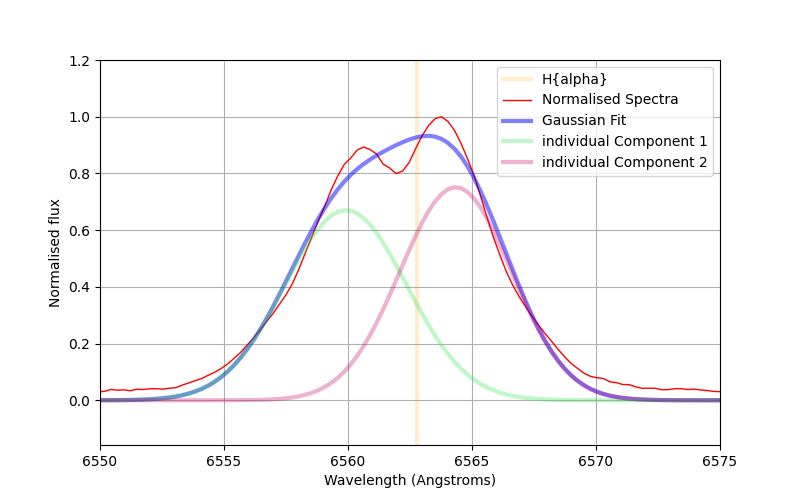 1.2
1.0
0.8
0.6
0.4
0.2
0.0
Normalised flux
H{alpha}
Normalised Spectra
Gaussian Fit
individual Component 1
individual Component 2
6550 6555 6560 6565 6570 6575
Wavelength (Angstroms)